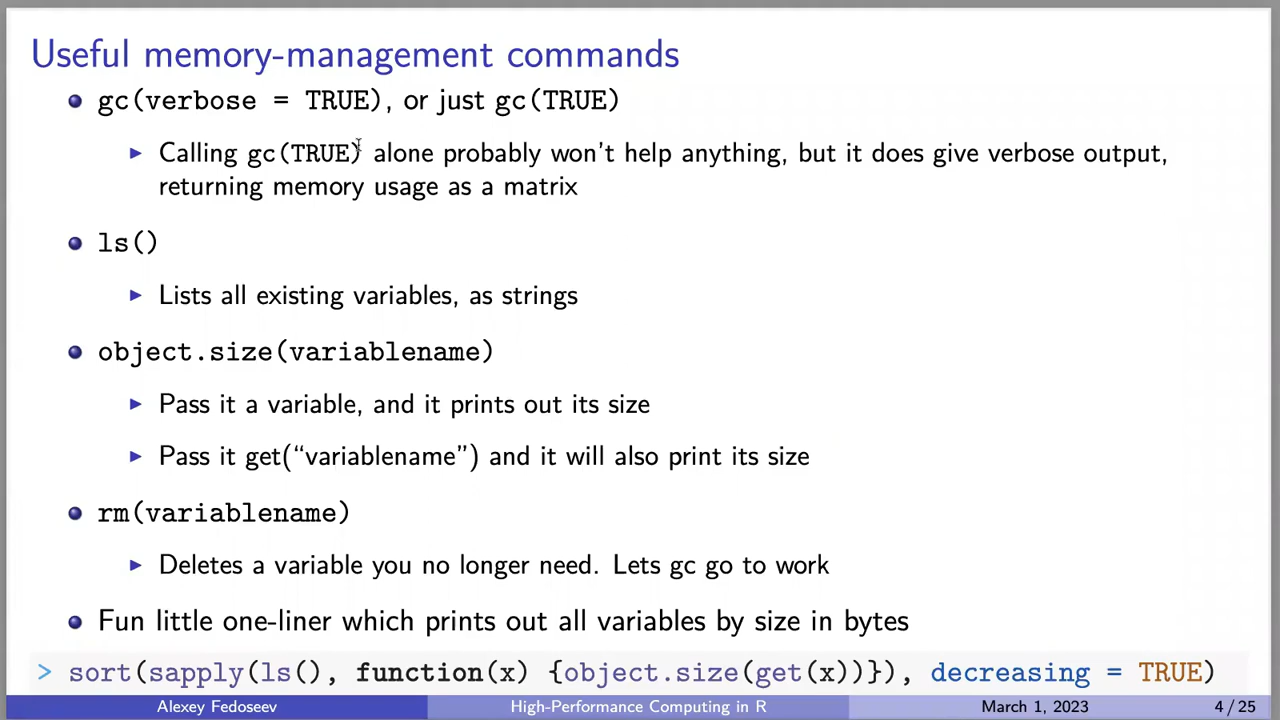 Useful memory-management commands
gc(verbose = TRUE), or just gc(TRUE)
Calling gc(TRUE) alone probably won't help anything, but it does give verbose output,
returning memory usage as a matrix
ls()
Lists all existing variables, as strings
object.size(variablename)
Pass it a variable, and it prints out its size
Pass it get(“variablename”) and it will also print its size
rm(variablename)
Deletes a variable you no longer need. Lets gc go to work
Fun little one-liner which prints out all variables by size in bytes
> sort(sapply(ls(), function(x) {object.size(get(x))}), decreasing = TRUE)
Alexey Fedoseev High-Performance Computing in R March 1, 2023 4 / 25